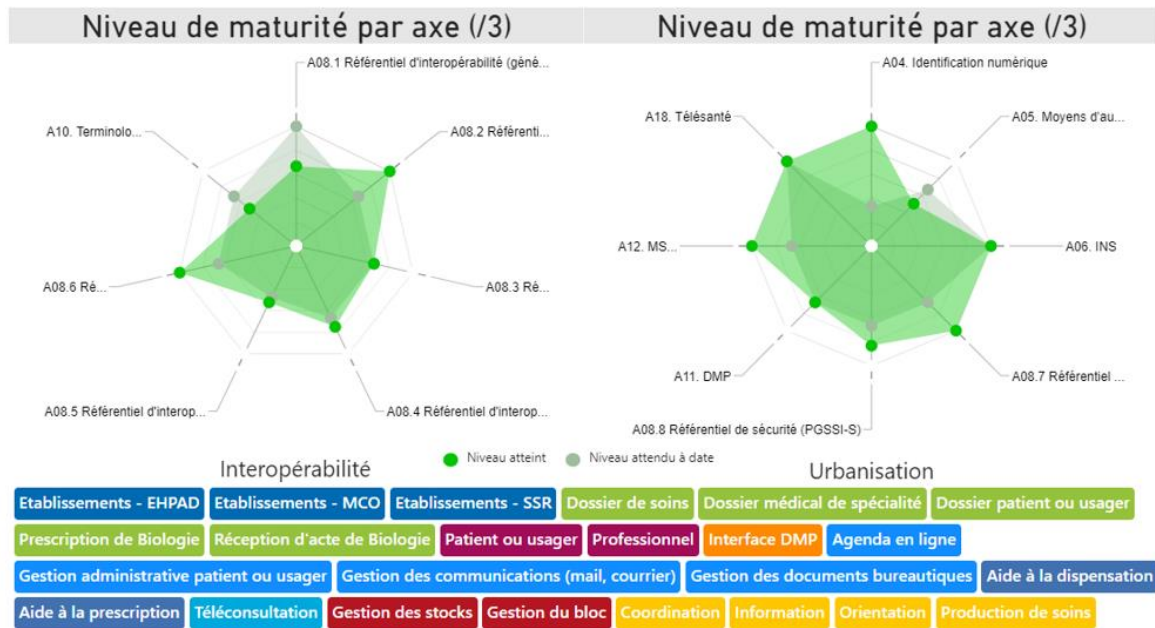 Niveau de maturité par axe (/3)
Niveau de maturité par axe (/3)
A08.1 Référentiel d'interopérabilité (géné...
A10. Terminolo...
A08.2 Référenti...
A08.6 Ré...
A08.3 Ré...
A08.5 Référentiel d'interop...
A08.4 Référentiel d'interop...
A04. Identification numérique
A18. Télésanté
A05. Moyens d'au...
A12. MS...
A06. INS
A11. DMP
A08.7 Référentiel ...
A08.8 Référentiel de sécurité (PGSSI-S)
Niveau atteint Niveau attendu à date
Interopérabilité
Urbanisation
Etablissements - EHPAD Etablissements - MCO Etablissements - SSR Dossier de soins Dossier médical de spécialité Dossier patient ou usager
Prescription de Biologie Réception d'acte de Biologie Patient ou usager Professionnel Interface DMP Agenda en ligne
Gestion administrative patient ou usager Gestion des communications (mail, courrier) Gestion des documents bureautiques Aide à la dispensation
Aide à la prescription Téléconsultation Gestion des stocks Gestion du bloc Coordination Information Orientation Production de soins